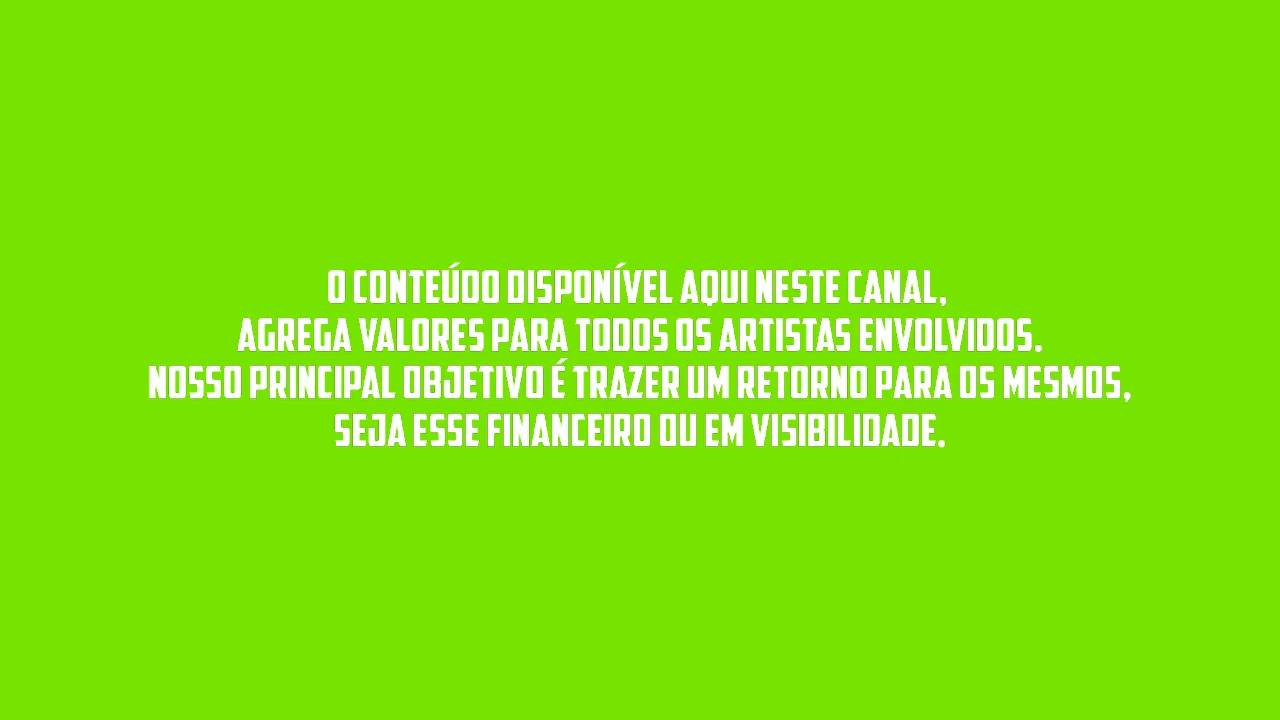 O CONTEÚDO DISPONÍVEL AQUI NESTE CANAL,
AGREGA VALORES PARA TODOS OS ARTISTAS ENVOLVIDOS.
NOSSO PRINCIPAL OBJETIVO É TRAZER UM RETORNO PARA OS MESMOS,
SEJA ESSE FINANCEIRO OU EM VISIBILIDADE.